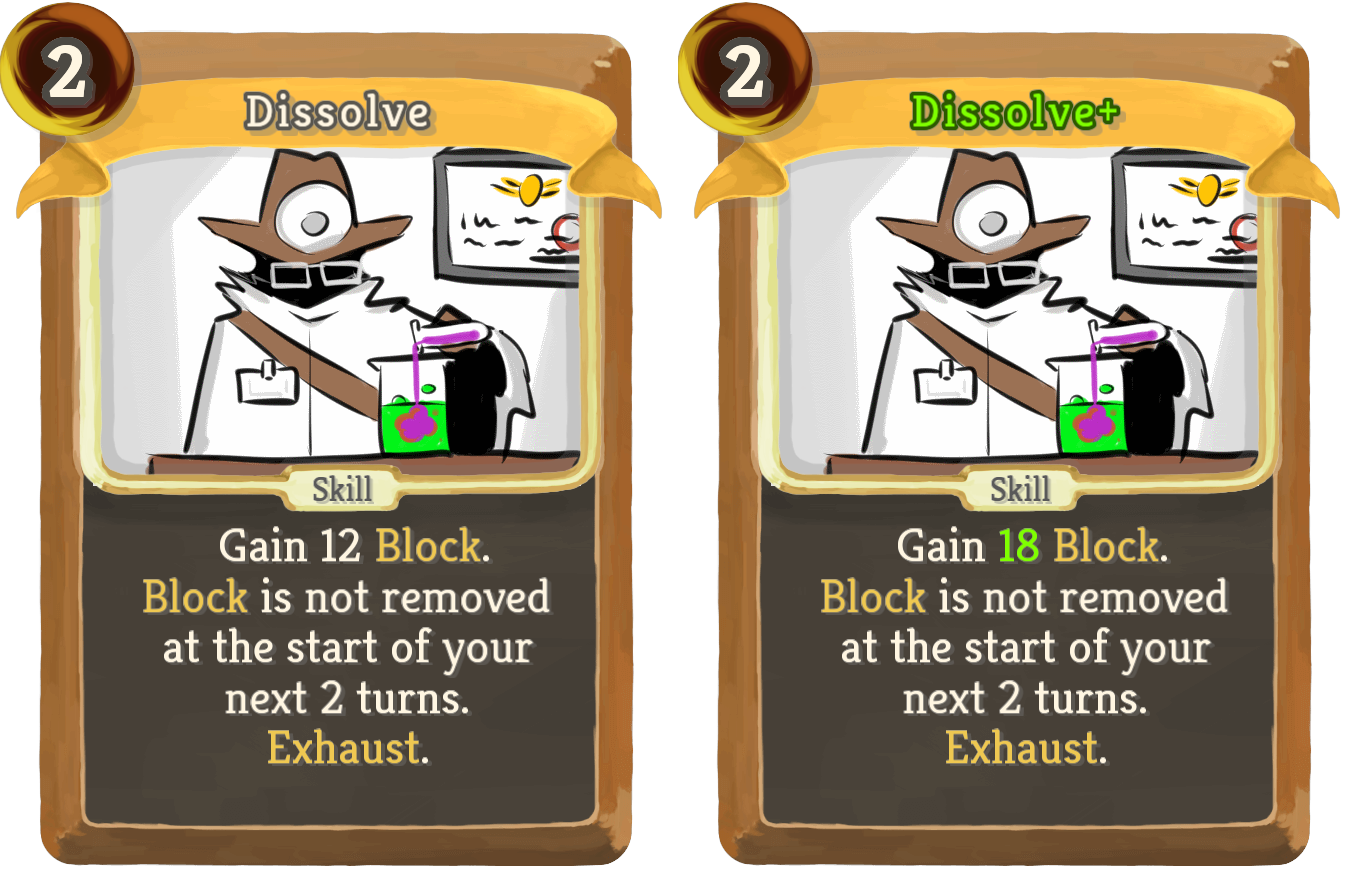 2
Dissolve
Skill
Gain 12 Block.
Block is not removed
at the start of your
next 2 turns.
Exhaust.
2
Dissolve+
Skill
Gain 18 Block.
Block is not removed
at the start of your
next 2 turns.
Exhaust.